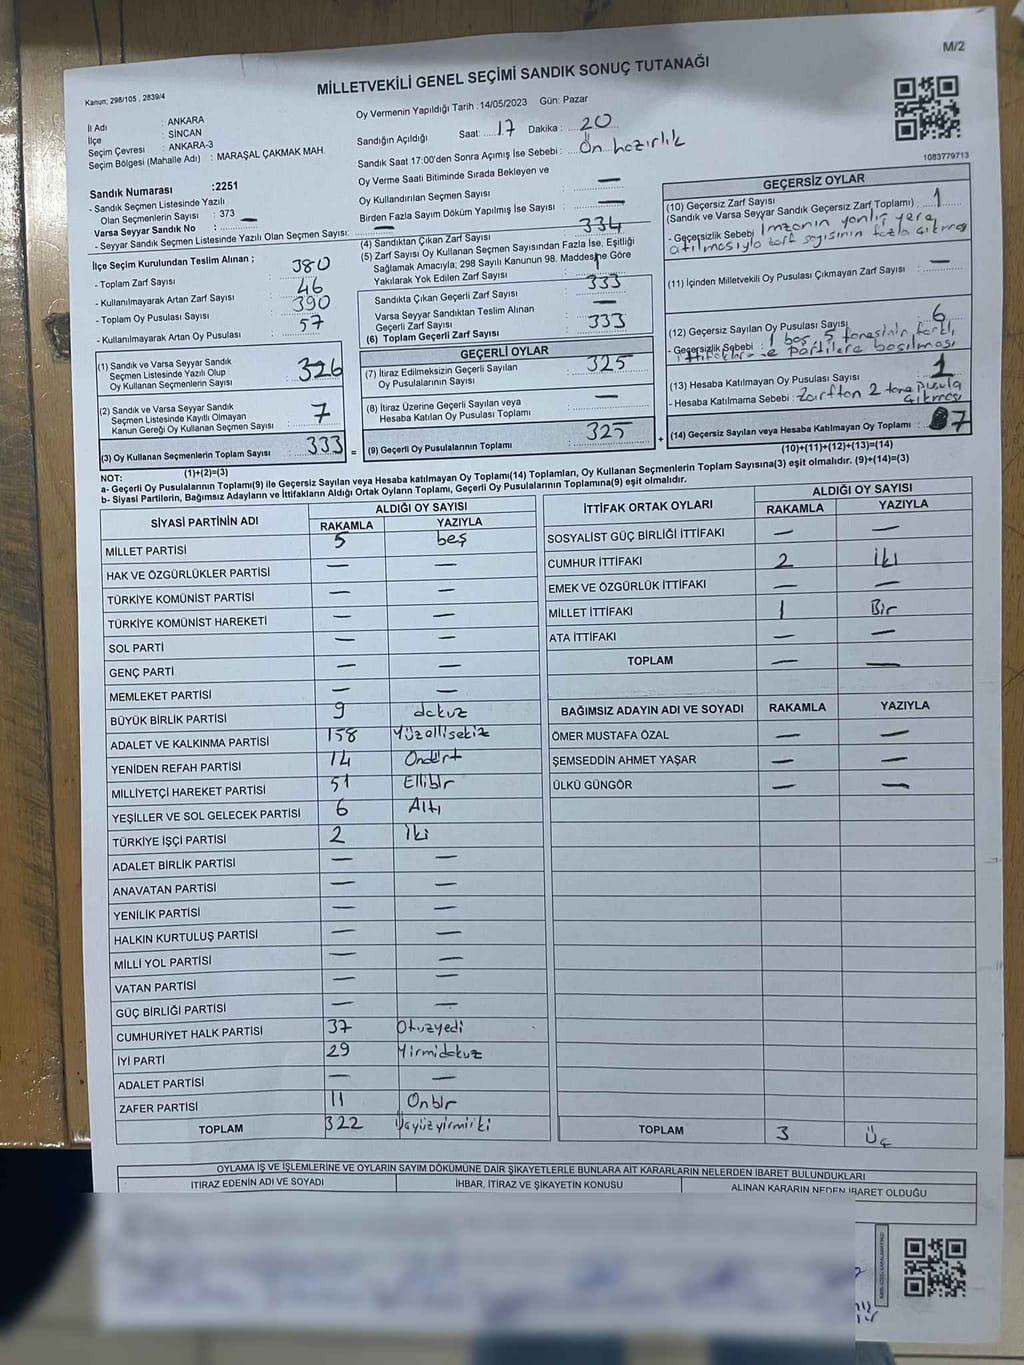 M/2
MİLLETVEKİLİ GENEL SEÇİMİ SANDIK SONUÇ TUTANAĞI
Kanun: 298/105, 2839/4
İl Adı : ANKARA
İlçe : SİNCAN
Seçim Çevresi : ANKARA-3
Seçim Bölgesi (Mahalle Adı) : MARAŞAL ÇAKMAK MAH.
Oy Vermenin Yapıldığı Tarih :14/05/2023 Gün: Pazar
Sandığın Açıldığı Saat: 17 Dakika: 20
Sandık Saat 17:00'den Sonra Açımış İse Sebebi: Ön hazırlık
Oy Verme Saati Bitiminde Sırada Bekleyen ve
Oy Kullandırılan Seçmen Sayısı : —
Birden Fazla Sayım Döküm Yapılmış İse Sayısı : —
1083779713
Sandık Numarası :2251
- Sandık Seçmen Listesinde Yazılı
Olan Seçmenlerin Sayısı : 373
Varsa Seyyar Sandık No : —
- Seyyar Sandık Seçmen Listesinde Yazılı Olan Seçmen Sayısı: —
İlçe Seçim Kurulundan Teslim Alınan ;
- Toplam Zarf Sayısı : 380
- Kullanılmayarak Artan Zarf Sayısı : 46
- Toplam Oy Pusulası Sayısı : 390
- Kullanılmayarak Artan Oy Pusulası : 57
(1) Sandık ve Varsa Seyyar Sandık
Seçmen Listesinde Yazılı Olup
Oy Kullanan Seçmenlerin Sayısı : 326
(2) Sandık ve Varsa Seyyar Sandık
Seçmen Listesinde Kayıtlı Olmayan
Kanun Gereği Oy Kullanan Seçmen Sayısı : 7
(3) Oy Kullanan Seçmenlerin Toplam Sayısı : 333
(1)+(2)=(3)
(4) Sandıktan Çıkan Zarf Sayısı : 334
(5) Zarf Sayısı Oy Kullanan Seçmen Sayısından Fazla İse, Eşitliği
Sağlamak Amacıyla; 298 Sayılı Kanunun 98. Maddesine Göre
Yakılarak Yok Edilen Zarf Sayısı : 1
Sandıkta Çıkan Geçerli Zarf Sayısı : 333
Varsa Seyyar Sandıktan Teslim Alınan
Geçerli Zarf Sayısı : —
(6) Toplam Geçerli Zarf Sayısı : 333
GEÇERLİ OYLAR
(7) İtiraz Edilmeksizin Geçerli Sayılan
Oy Pusulalarının Sayısı : 325
(8) İtiraz Üzerine Geçerli Sayılan veya
Hesaba Katılan Oy Pusulası Toplamı : —
= (9) Geçerli Oy Pusulalarının Toplamı : 325 +
GEÇERSİZ OYLAR
(10) Geçersiz Zarf Sayısı
(Sandık ve Varsa Seyyar Sandık Geçersiz Zarf Toplamı) : 1
- Geçersizlik Sebebi İmzanın yanlış yere
atılmasıyla zarf sayısının fazla çıkması
(11) İçinden Milletvekili Oy Pusulası Çıkmayan Zarf Sayısı : —
(12) Geçersiz Sayılan Oy Pusulası Sayısı : 6
- Geçersizlik Sebebi : 1 boş 5 tanesinin farklı
ittifaklara ve partilere basılması
(13) Hesaba Katılmayan Oy Pusulası Sayısı : 1
- Hesaba Katılmama Sebebi : Zarftan 2 tane pusula
çıkması
(14) Geçersiz Sayılan veya Hesaba Katılmayan Oy Toplamı : 7
(10)+(11)+(12)+(13)=(14)
NOT:
a- Geçerli Oy Pusulalarının Toplamı(9) ile Geçersiz Sayılan veya Hesaba katılmayan Oy Toplamı(14) Toplamları, Oy Kullanan Seçmenlerin Toplam Sayısına(3) eşit olmalıdır. (9)+(14)=(3)
b- Siyasi Partilerin, Bağımsız Adayların ve İttifakların Aldığı Ortak Oyların Toplamı, Geçerli Oy Pusulalarının Toplamına(9) eşit olmalıdır.
SİYASİ PARTİNİN ADI ALDIĞI OY SAYISI
RAKAMLA YAZIYLA
MİLLET PARTİSİ 5 beş
HAK VE ÖZGÜRLÜKLER PARTİSİ — —
TÜRKİYE KOMÜNİST PARTİSİ — —
TÜRKİYE KOMÜNİST HAREKETİ — —
SOL PARTİ — —
GENÇ PARTİ — —
MEMLEKET PARTİSİ — —
BÜYÜK BİRLİK PARTİSİ 9 dokuz
ADALET VE KALKINMA PARTİSİ 158 Yüzellisekiz
YENİDEN REFAH PARTİSİ 14 Ondört
MİLLİYETÇİ HAREKET PARTİSİ 51 Ellibir
YEŞİLLER VE SOL GELECEK PARTİSİ 6 Altı
TÜRKİYE İŞÇİ PARTİSİ 2 İki
ADALET BİRLİK PARTİSİ — —
ANAVATAN PARTİSİ — —
YENİLİK PARTİSİ — —
HALKIN KURTULUŞ PARTİSİ — —
MİLLİ YOL PARTİSİ — —
VATAN PARTİSİ — —
GÜÇ BİRLİĞİ PARTİSİ — —
CUMHURİYET HALK PARTİSİ 37 Otuzyedi
İYİ PARTİ 29 Yirmidokuz
ADALET PARTİSİ — —
ZAFER PARTİSİ 11 Onbir
TOPLAM 322 Üçyüzyirmiiki
İTTİFAK ORTAK OYLARI ALDIĞI OY SAYISI
RAKAMLA YAZIYLA
SOSYALİST GÜÇ BİRLİĞİ İTTİFAKI — —
CUMHUR İTTİFAKI 2 İki
EMEK VE ÖZGÜRLÜK İTTİFAKI — —
MİLLET İTTİFAKI 1 Bir
ATA İTTİFAKI — —
TOPLAM — —
BAĞIMSIZ ADAYIN ADI VE SOYADI RAKAMLA YAZIYLA
ÖMER MUSTAFA ÖZAL — —
ŞEMSEDDİN AHMET YAŞAR — —
ÜLKÜ GÜNGÖR — —
TOPLAM 3 Üç
OYLAMA İŞ VE İŞLEMLERİNE VE OYLARIN SAYIM DÖKÜMÜNE DAİR ŞİKAYETLERLE BUNLARA AİT KARARLARIN NELERDEN İBARET BULUNDUKLARI
İTİRAZ EDENİN ADI VE SOYADI İHBAR, İTİRAZ VE ŞİKAYETİN KONUSU ALINAN KARARIN NEDEN İBARET OLDUĞU